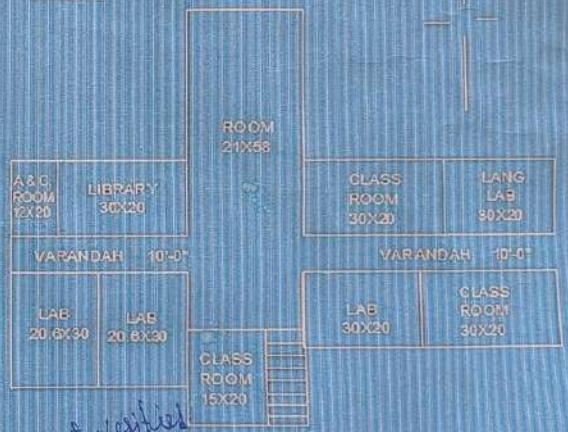 ROOM
21X58
A & C
ROOM
12X20
LIBRARY
30X20
CLASS
ROOM
30X20
LANG
LAB
30X20
VARANDAH 10'-0"
VARANDAH 10'-0"
LAB
20.6X30
LAB
20.6X30
LAB
30X20
CLASS
ROOM
30X20
CLASS
ROOM
15X20
verified